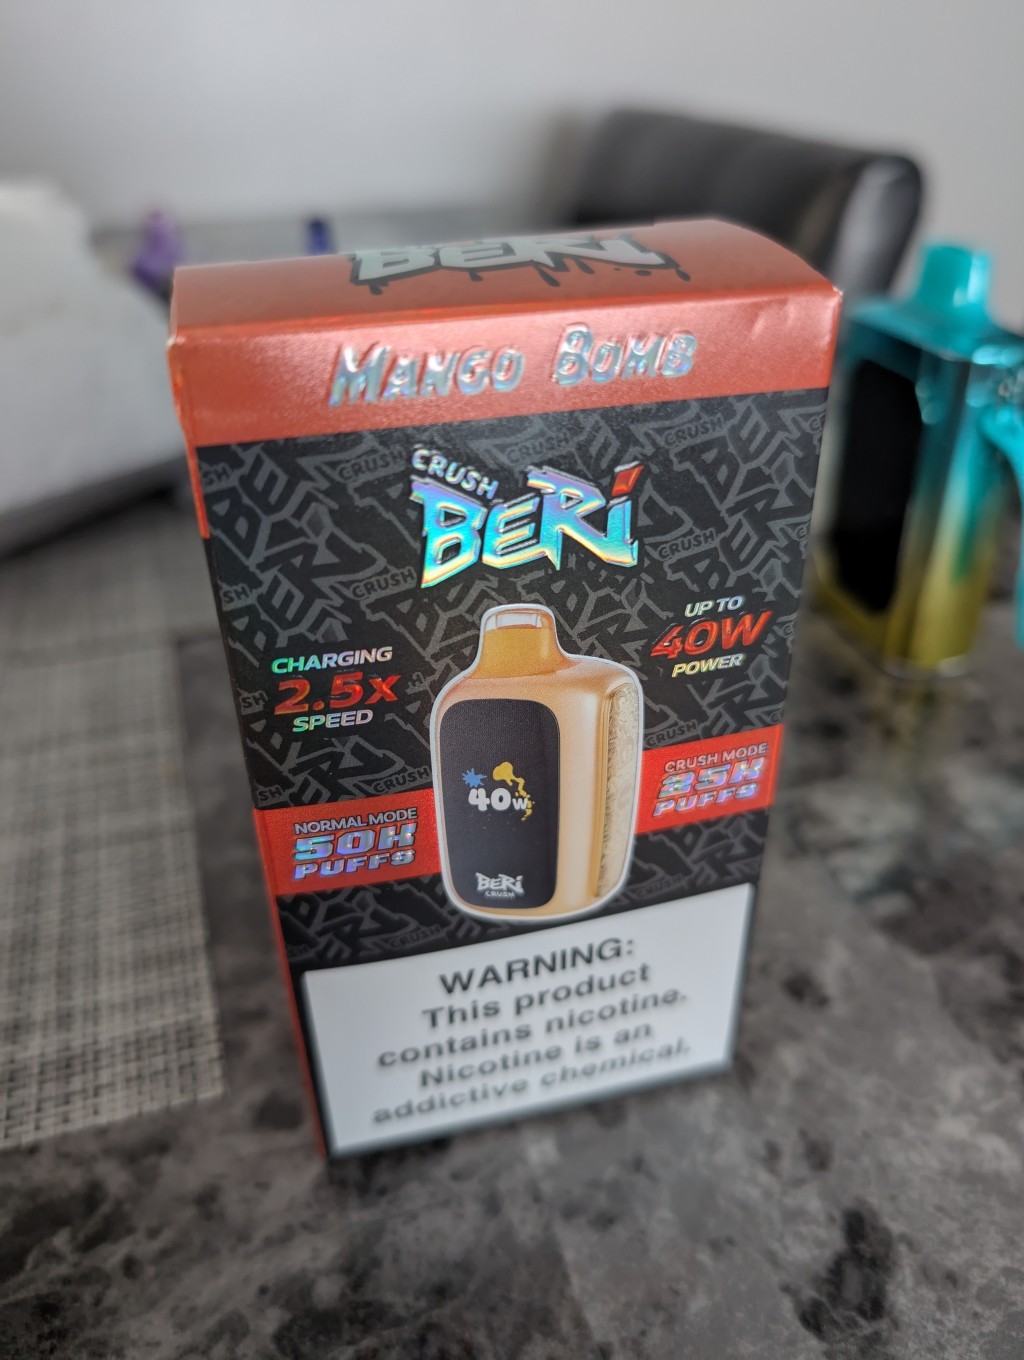 BERI
MANGO BOMB
CRUSH
BERI
CHARGING
2.5X
SPEED
UP TO
40W
POWER
NORMAL MODE
50K
PUFFS
CRUSH MODE
25K
PUFFS
40W
BERI
CRUSH
WARNING:
This product
contains nicotine.
Nicotine is an
addictive chemical.